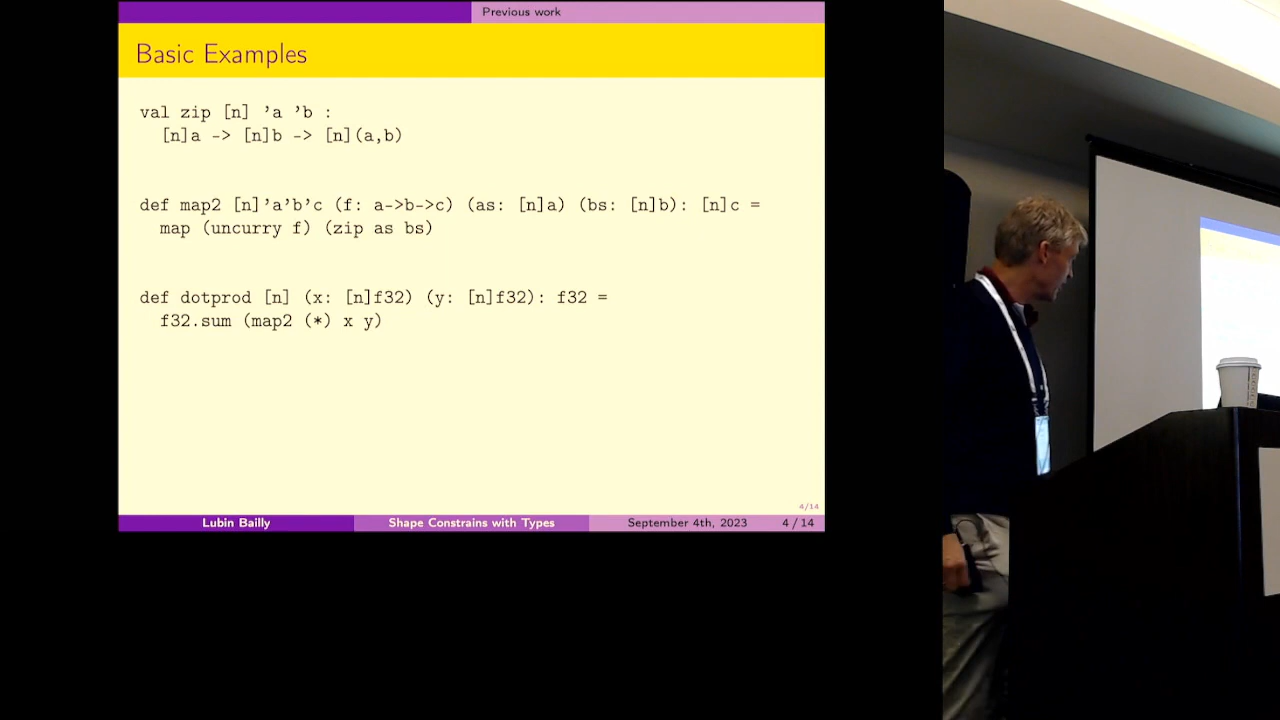 Previous work
Basic Examples
val zip [n] ’a ’b :
[n]a -> [n]b -> [n](a,b)
def map2 [n]’a’b’c (f: a->b->c) (as: [n]a) (bs: [n]b): [n]c =
map (uncurry f) (zip as bs)
def dotprod [n] (x: [n]f32) (y: [n]f32): f32 =
f32.sum (map2 (*) x y)
4/14
Lubin Bailly Shape Constrains with Types September 4th, 2023 4 / 14